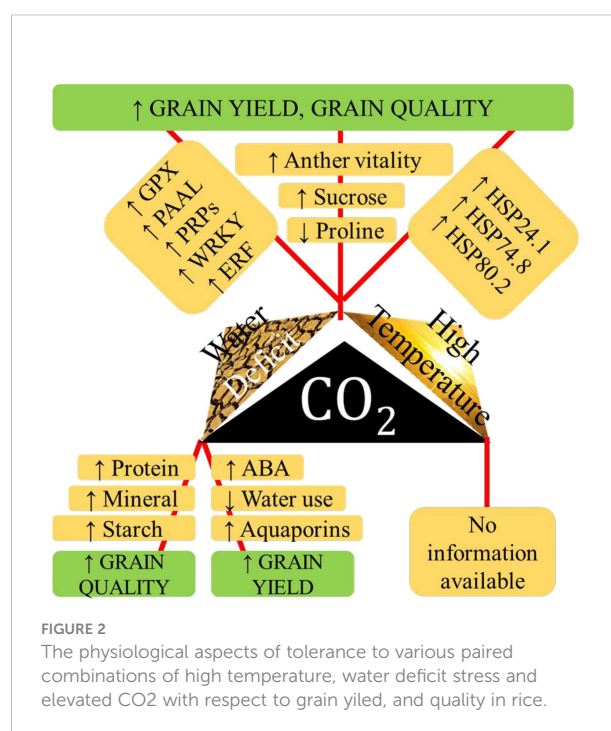 ↑ GRAIN YIELD, GRAIN QUALITY
↑ GPX
↑ PAAL
↑ PRPs
↑ WRKY
↑ ERF
↑ Anther vitality
↑ Sucrose
↓ Proline
↑ HSP24.1
↑ HSP74.8
↑ HSP80.2
Water
Deficit
High
Temperature
CO2
↑ Protein
↑ Mineral
↑ Starch
↑ GRAIN
QUALITY
↑ ABA
↓ Water use
↑ Aquaporins
↑ GRAIN
YIELD
No
information
available
FIGURE 2
The physiological aspects of tolerance to various paired
combinations of high temperature, water deficit stress and
elevated CO2 with respect to grain yiled, and quality in rice.